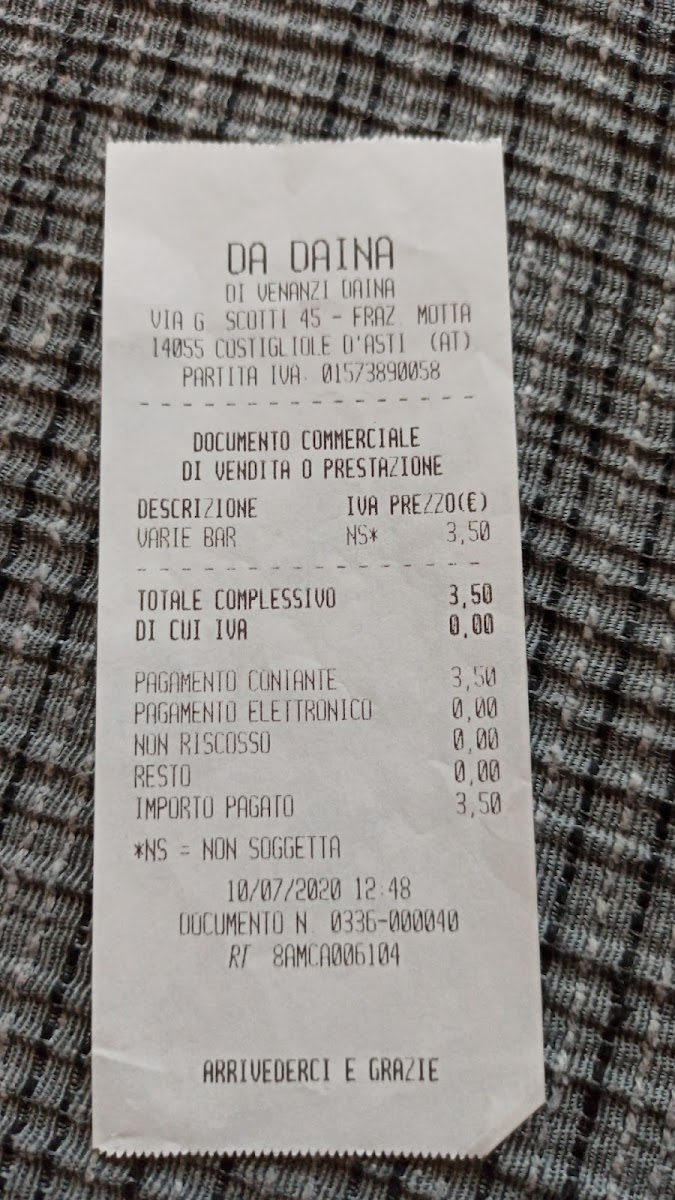 DA DAINA
DI VENANZI DAINA
VIA G. SCOTTI 45 - FRAZ. MOTTA
14055 COSTIGLIOLE D'ASTI (AT)
PARTITA IVA: 01573890058
DOCUMENTO COMMERCIALE
DI VENDITA O PRESTAZIONE
DESCRIZIONE IVA PREZZO(€)
VARIE BAR NS* 3,50
TOTALE COMPLESSIVO 3,50
DI CUI IVA 0,00
PAGAMENTO CONTANTE 3,50
PAGAMENTO ELETTRONICO 0,00
NON RISCOSSO 0,00
RESTO 0,00
IMPORTO PAGATO 3,50
*NS = NON SOGGETTA
10/07/2020 12:48
DOCUMENTO N. 0336-000040
RT 8AMCA006104
ARRIVEDERCI E GRAZIE